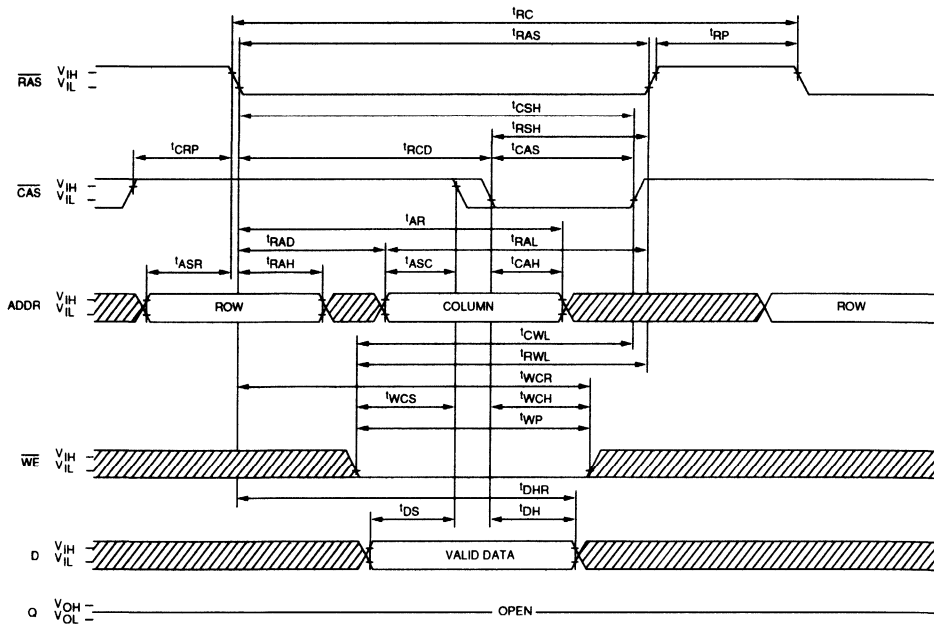 tRC
tRAS
tRP
RAS
VIH
VIL
tCSH
tRSH
tCRP
tRCD
tCAS
CAS
VIH
VIL
tAR
tRAD
tRAL
tASR
tRAH
tASC
tCAH
ADDR
VIH
VIL
ROW
COLUMN
ROW
tCWL
tRWL
tWCR
tWCS
tWCH
tWP
WE
VIH
VIL
tDHR
tDS
tDH
D
VIH
VIL
VALID DATA
Q
VOH
VOL
OPEN